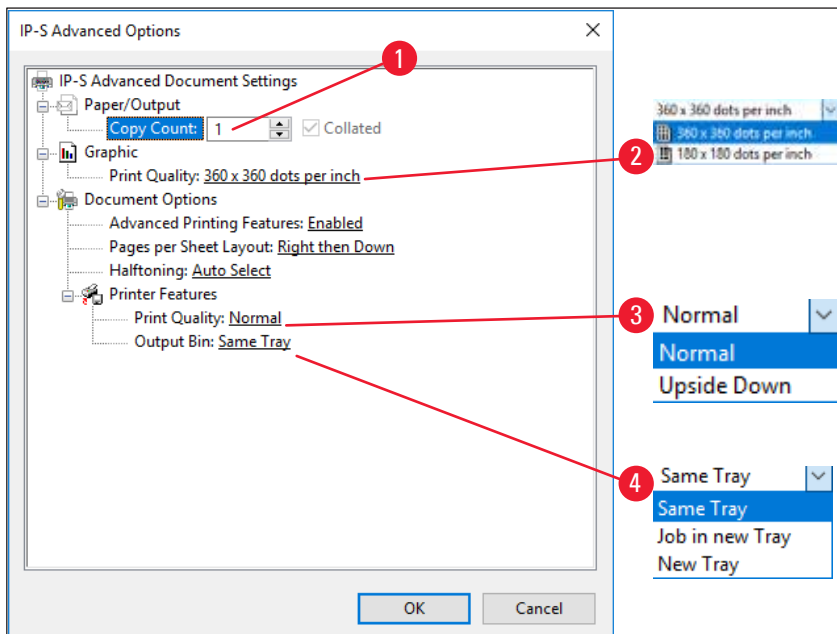 IP-S Advanced Options
IP-S Advanced Document Settings
Paper/Output
Copy Count: 1 Collated
Graphic
Print Quality: 360 x 360 dots per inch
Document Options
Advanced Printing Features: Enabled
Pages per Sheet Layout: Right then Down
Halftoning: Auto Select
Printer Features
Print Quality: Normal
Output Bin: Same Tray
OK Cancel
1
2
360 x 360 dots per inch
360 x 360 dots per inch
180 x 180 dots per inch
3
Normal
Normal
Upside Down
4
Same Tray
Same Tray
Job in new Tray
New Tray